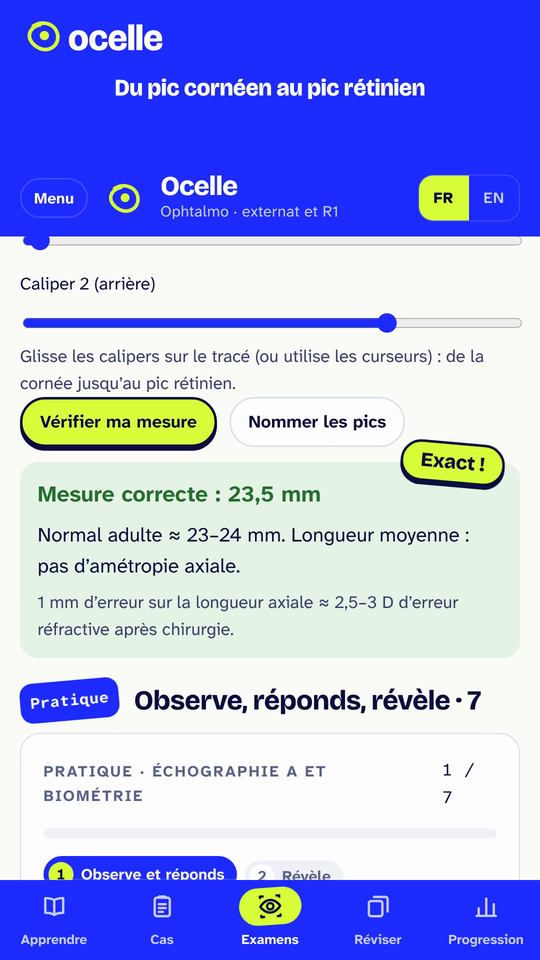 ocelle
Du pic cornéen au pic rétinien
Menu
Ocelle
Ophtalmo · externat et R1
FR
EN
Caliper 2 (arrière)
Glisse les calipers sur le tracé (ou utilise les curseurs) : de la
cornée jusqu’au pic rétinien.
Vérifier ma mesure
Nommer les pics
Exact !
Mesure correcte : 23,5 mm
Normal adulte ≈ 23–24 mm. Longueur moyenne :
pas d’amétropie axiale.
1 mm d’erreur sur la longueur axiale ≈ 2,5–3 D d’erreur
réfractive après chirurgie.
Pratique
Observe, réponds, révèle · 7
PRATIQUE · ÉCHOGRAPHIE A ET
BIOMÉTRIE
1 /
7
1 Observe et réponds
2 Révèle
Apprendre
Cas
Examens
Réviser
Progression